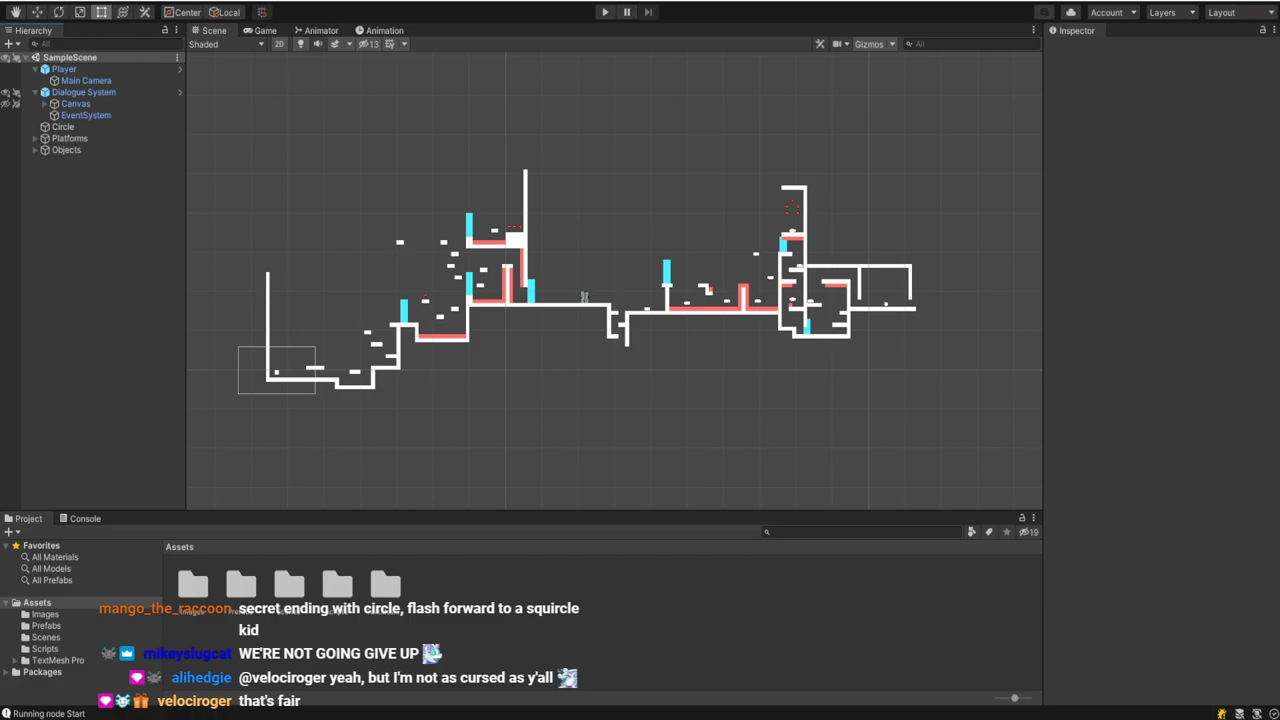 Center
Local
Account
Layers
Layout
Hierarchy
Scene
Game
Animator
Animation
Inspector
All
Shaded
2D
13
Gizmos
All
SampleScene
Player
Main Camera
Dialogue System
Canvas
EventSystem
Circle
Platforms
Objects
Project
Console
19
Favorites
All Materials
All Models
All Prefabs
Assets
Images
Prefabs
Scenes
Scripts
TextMesh Pro
Packages
Assets
mango_the_raccoon secret ending with circle, flash forward to a squircle
kid
mikeyslugcat WE'RE NOT GOING GIVE UP
alihedgie @velociroger yeah, but I'm not as cursed as y'all
velociroger that's fair
Running node Start